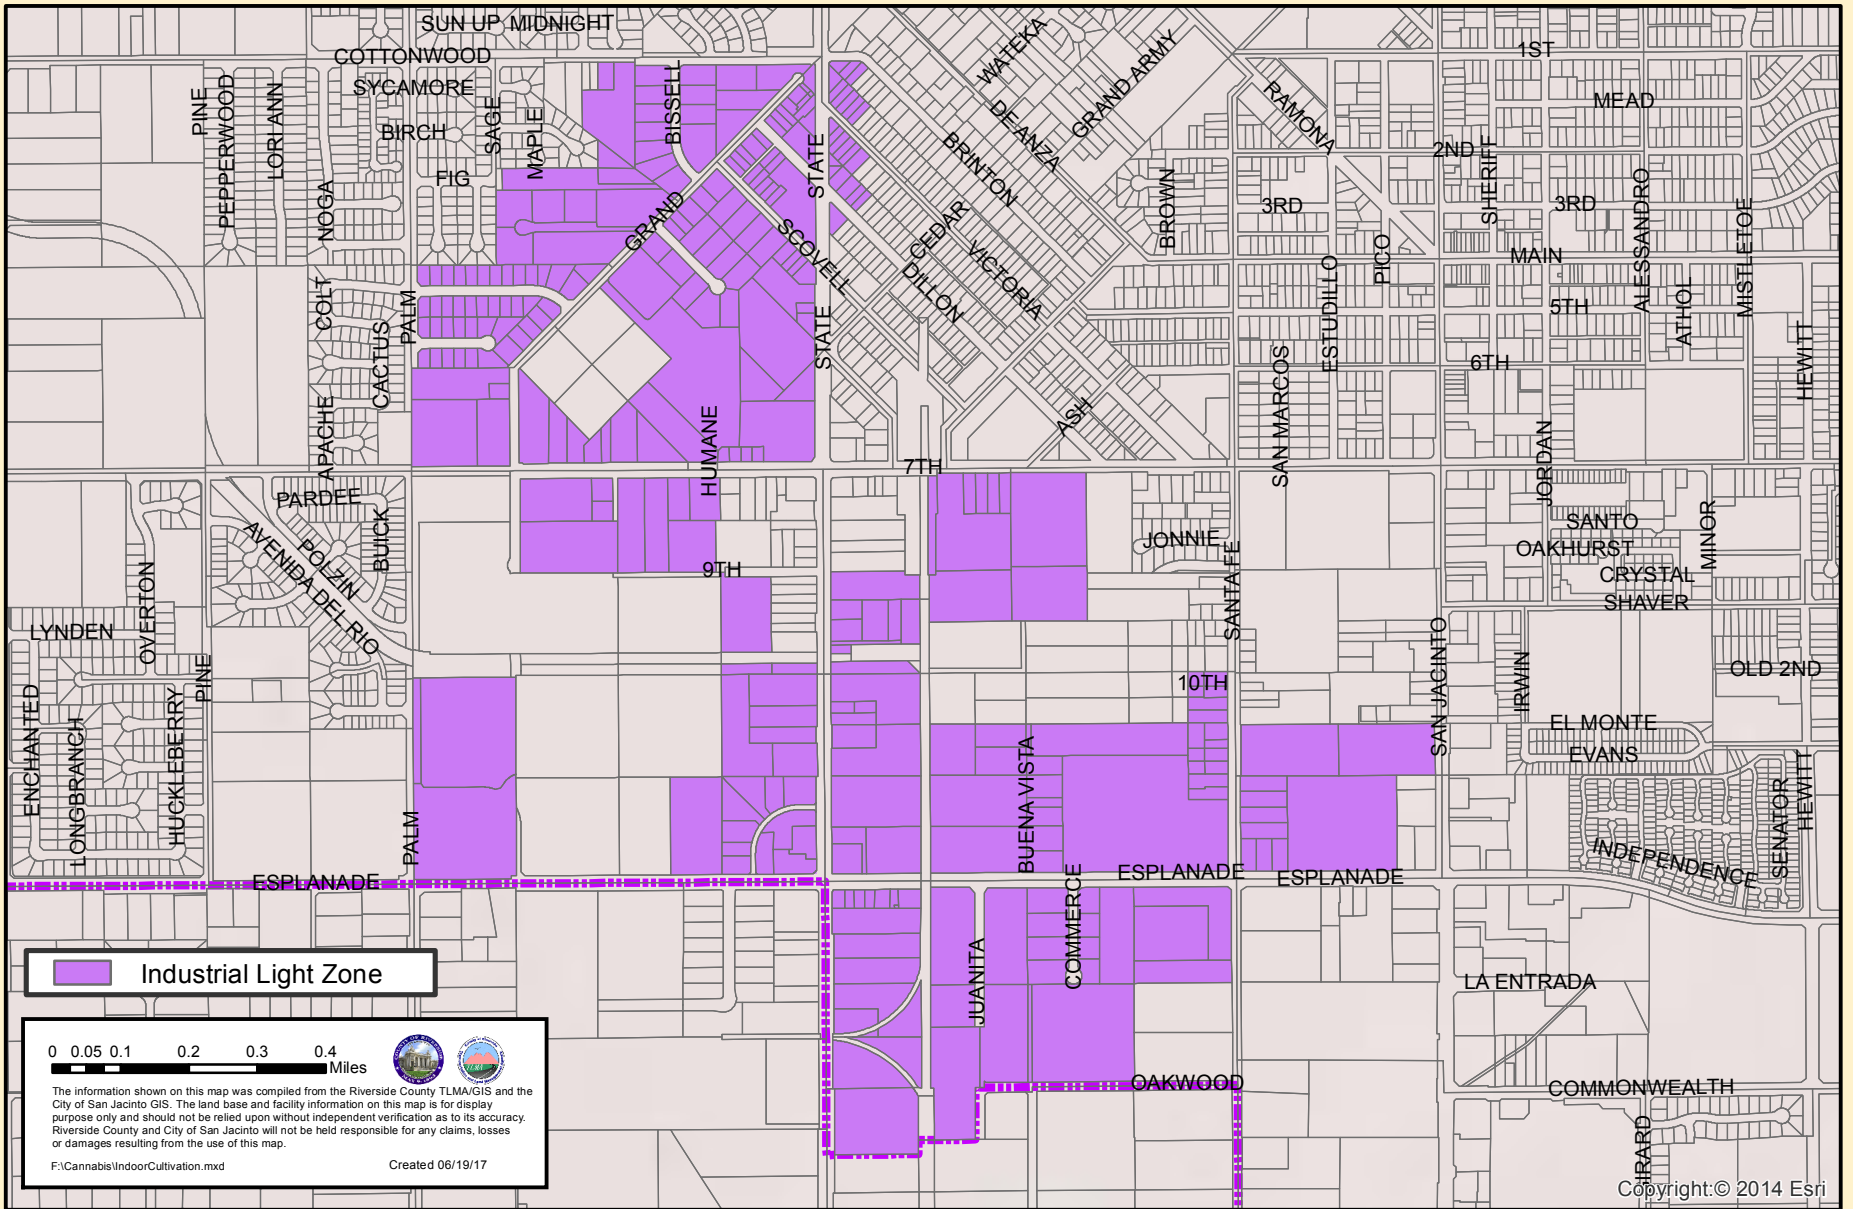 SUN UP MIDNIGHT
COTTONWOOD
SYCAMORE
BIRCH
FIG
PINE
PEPPERWOOD
LORI ANN
NOGA
SAGE
MAPLE
BISSELL
GRAND
STATE
SCOVELL
WATEKA
GRAND ARMY
DE ANZA
BRINTON
CEDAR
VICTORIA
DILLON
RAMONA
BROWN
1ST
MEAD
2ND
SHERIFF
3RD
3RD
MAIN
5TH
6TH
PICO
ESTUDILLO
SAN MARCOS
ALESSANDRO
ATHOL
MISTLETOE
HEWITT
COLT
PALM
CACTUS
APACHE
STATE
HUMANE
ASH
7TH
JORDAN
PARDEE
BUICK
POLZIN
AVENIDA DEL RIO
OVERTON
LYNDEN
PINE
ENCHANTED
LONGBRANCH
HUCKLEBERRY
9TH
JONNIE
SANTA FE
SANTO
OAKHURST
CRYSTAL
SHAVER
MINOR
10TH
SAN JACINTO
IRWIN
OLD 2ND
EL MONTE
EVANS
BUENA VISTA
PALM
HEWITT
SENATOR
INDEPENDENCE
ESPLANADE
ESPLANADE
ESPLANADE
COMMERCE
JUANITA
LA ENTRADA
OAKWOOD
COMMONWEALTH
IRARD
Industrial Light Zone
0 0.05 0.1 0.2 0.3 0.4
Miles
The information shown on this map was compiled from the Riverside County TLMA/GIS and the
City of San Jacinto GIS. The land base and facility information on this map is for display
purpose only and should not be relied upon without independent verification as to its accuracy.
Riverside County and City of San Jacinto will not be held responsible for any claims, losses
or damages resulting from the use of this map.
F:\Cannabis\IndoorCultivation.mxd Created 06/19/17
Copyright:© 2014 Esri